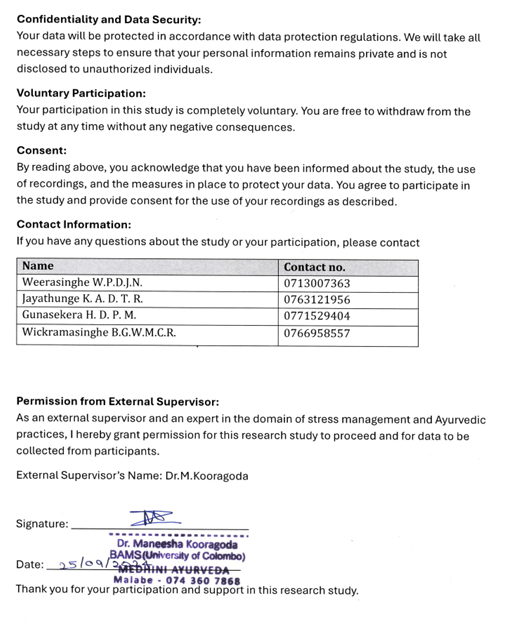 Confidentiality and Data Security:
Your data will be protected in accordance with data protection regulations. We will take all
necessary steps to ensure that your personal information remains private and is not
disclosed to unauthorized individuals.
Voluntary Participation:
Your participation in this study is completely voluntary. You are free to withdraw from the
study at any time without any negative consequences.
Consent:
By reading above, you acknowledge that you have been informed about the study, the use
of recordings, and the measures in place to protect your data. You agree to participate in
the study and provide consent for the use of your recordings as described.
Contact Information:
If you have any questions about the study or your participation, please contact
Name Contact no.
Weerasinghe W.P.D.J.N. 0713007363
Jayathunge K. A. D. T. R. 0763121956
Gunasekera H. D. P. M. 0771529404
Wickramasinghe B.G.W.M.C.R. 0766958557
Permission from External Supervisor:
As an external supervisor and an expert in the domain of stress management and Ayurvedic
practices, I hereby grant permission for this research study to proceed and for data to be
collected from participants.
External Supervisor's Name: Dr.M.Kooragoda
Signature:
Dr. Maneesha Kooragoda
BAMS(University of Colombo)
Date: 25/09/
MEDHINI AYURVEDA
Malabe - 074 360 7868
Thank you for your participation and support in this research study.